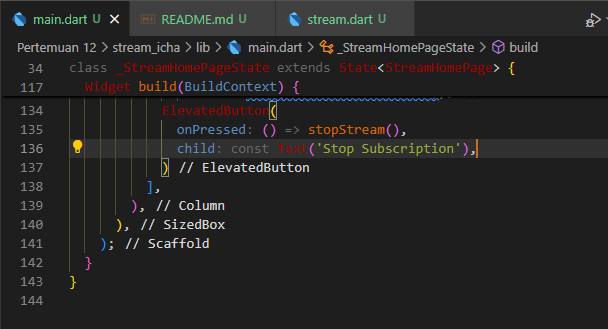 main.dart U X README.md U stream.dart U
Pertemuan 12 > stream_icha > lib > main.dart > _StreamHomePageState > build
34 class _StreamHomePageState extends State<StreamHomePage> {
117 Widget build(BuildContext context) {
134 ElevatedButton(
135 onPressed: () => stopStream(),
136 child: const Text('Stop Subscription'),
137 ) // ElevatedButton
138 ],
139 ), // Column
140 ), // SizedBox
141 ); // Scaffold
142 }
143 }
144